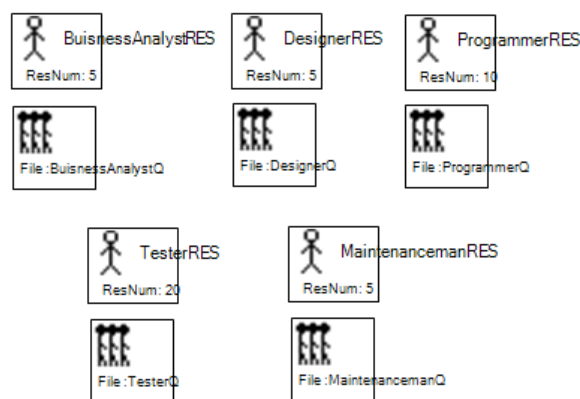 BuisnessAnalystRES
ResNum: 5
File :BuisnessAnalystQ
DesignerRES
ResNum: 5
File :DesignerQ
ProgrammerRES
ResNum: 10
File :ProgrammerQ
TesterRES
ResNum: 20
File :TesterQ
MaintenancemanRES
ResNum: 5
File :MaintenancemanQ